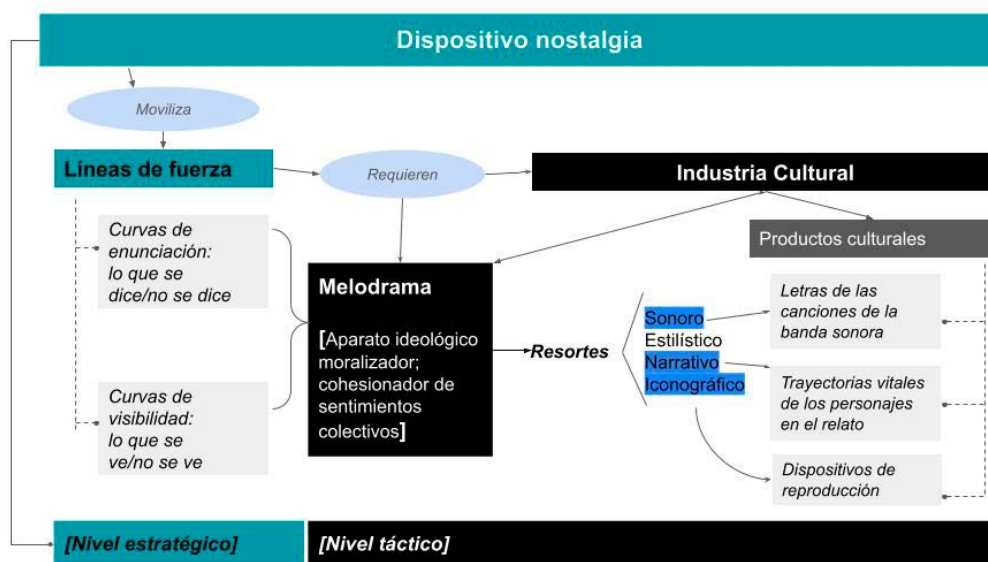 Dispositivo nostalgia
Moviliza
Líneas de fuerza
Requieren
Industria Cultural
Curvas de
enunciación:
lo que se
dice/no se dice
Curvas de
visibilidad:
lo que se
ve/no se ve
Melodrama
[Aparato ideológico
moralizador;
cohesionador de
sentimientos
colectivos]
Resortes
Sonoro
Estilístico
Narrativo
Iconográfico
Productos culturales
Letras de las
canciones de la
banda sonora
Trayectorias vitales
de los personajes
en el relato
Dispositivos de
reproducción
[Nivel estratégico]
[Nivel táctico]